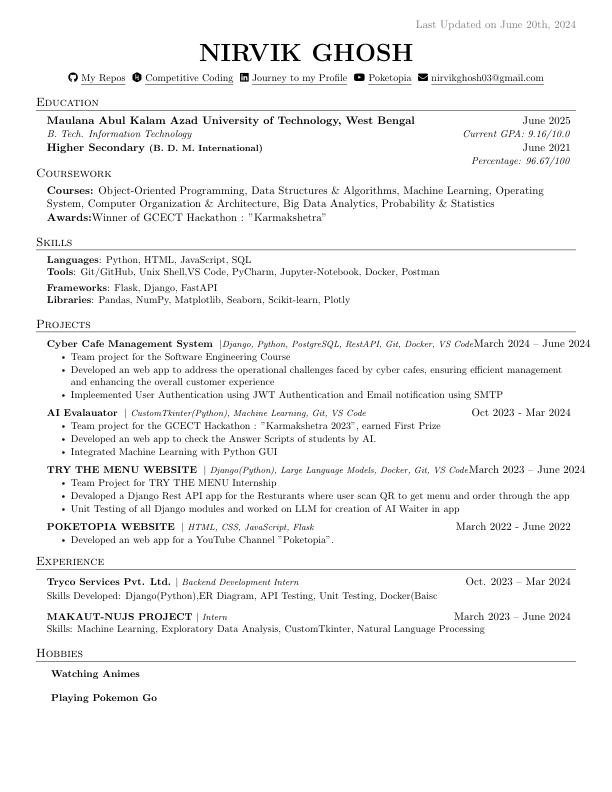 Last Updated on June 20th, 2024
NIRVIK GHOSH
My Repos Competitive Coding Journey to my Profile Poketopia nirvikghosh03@gmail.com
Education
Maulana Abul Kalam Azad University of Technology, West Bengal June 2025
B. Tech. Information Technology Current GPA: 9.16/10.0
Higher Secondary (B. D. M. International) June 2021
Percentage: 96.67/100
Coursework
Courses: Object-Oriented Programming, Data Structures & Algorithms, Machine Learning, Operating
System, Computer Organization & Architecture, Big Data Analytics, Probability & Statistics
Awards:Winner of GCECT Hackathon : "Karmakshetra"
Skills
Languages: Python, HTML, JavaScript, SQL
Tools: Git/GitHub, Unix Shell,VS Code, PyCharm, Jupyter-Notebook, Docker, Postman
Frameworks: Flask, Django, FastAPI
Libraries: Pandas, NumPy, Matplotlib, Seaborn, Scikit-learn, Plotly
Projects
Cyber Cafe Management System |Django, Python, PostgreSQL, RestAPI, Git, Docker, VS CodeMarch 2024 – June 2024
• Team project for the Software Engineering Course
• Developed an web app to address the operational challenges faced by cyber cafes, ensuring efficient management
and enhancing the overall customer experience
• Impleemented User Authentication using JWT Authentication and Email notification using SMTP
AI Evalauator | CustomTkinter(Python), Machine Learning, Git, VS Code Oct 2023 - Mar 2024
• Team project for the GCECT Hackathon : "Karmakshetra 2023", earned First Prize
• Developed an web app to check the Answer Scripts of students by AI.
• Integrated Machine Learning with Python GUI
TRY THE MENU WEBSITE | Django(Python), Large Language Models, Docker, Git, VS CodeMarch 2023 – June 2024
• Team Project for TRY THE MENU Internship
• Devaloped a Django Rest API app for the Resturants where user scan QR to get menu and order through the app
• Unit Testing of all Django modules and worked on LLM for creation of AI Waiter in app
POKETOPIA WEBSITE | HTML, CSS, JavaScript, Flask March 2022 - June 2022
• Developed an web app for a YouTube Channel "Poketopia".
Experience
Tryco Services Pvt. Ltd. | Backend Development Intern Oct. 2023 – Mar 2024
Skills Developed: Django(Python),ER Diagram, API Testing, Unit Testing, Docker(Baisc
MAKAUT-NUJS PROJECT | Intern March 2023 – June 2024
Skills: Machine Learning, Exploratory Data Analysis, CustomTkinter, Natural Language Processing
Hobbies
Watching Animes
Playing Pokemon Go